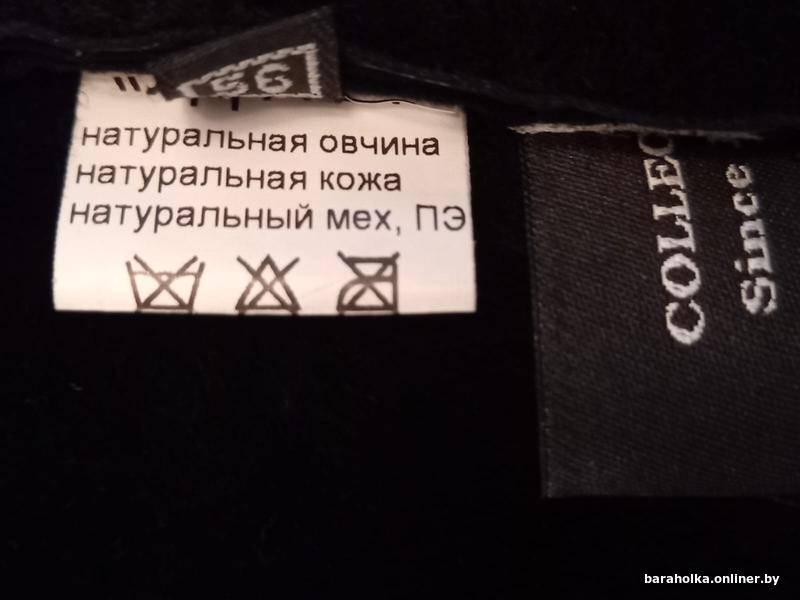 натуральная овчина
натуральная кожа
натуральный мех, ПЭ
COLLEC
Since
baraholka.onliner.by